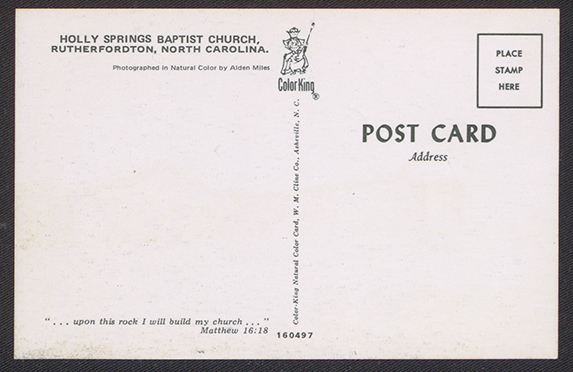 HOLLY SPRINGS BAPTIST CHURCH,
RUTHERFORDTON, NORTH CAROLINA.
Photographed in Natural Color by Alden Miles
Color King®
PLACE
STAMP
HERE
POST CARD
Address
Color-King Natural Color Card, W. M. Cline Co., Asheville, N. C.
"... upon this rock I will build my church ..."
Matthew 16:18
160497